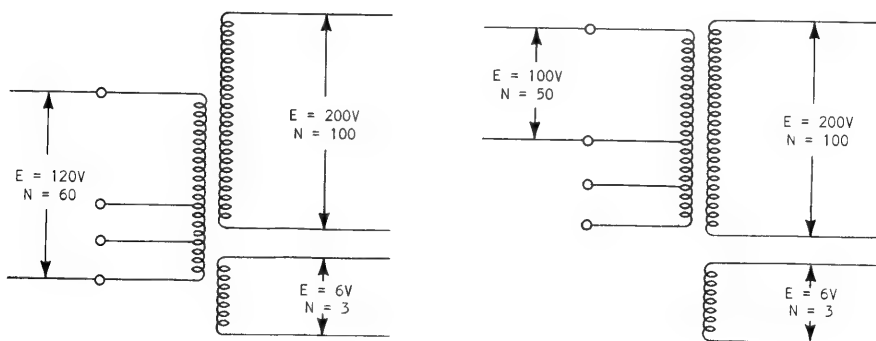 E = 120V
N = 60
E = 200V
N = 100
E = 6V
N = 3
E = 100V
N = 50
E = 200V
N = 100
E = 6V
N = 3